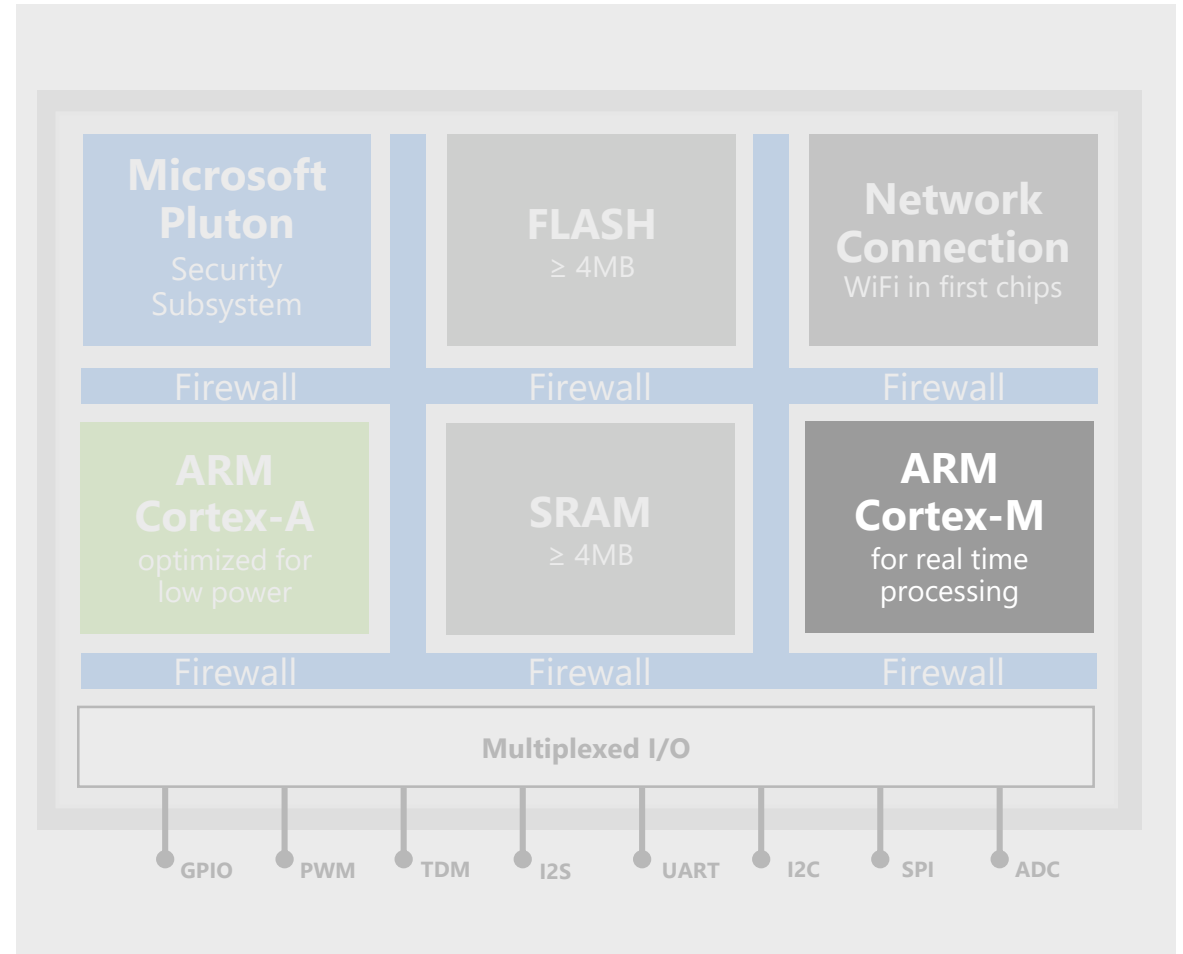 Microsoft
Pluton
Security
Subsystem
FLASH
≥ 4MB
Network
Connection
WiFi in first chips
Firewall
Firewall
Firewall
ARM
Cortex-A
optimized for
low power
SRAM
≥ 4MB
ARM
Cortex-M
for real time
processing
Firewall
Firewall
Firewall
Multiplexed I/O
GPIO
PWM
TDM
I2S
UART
I2C
SPI
ADC